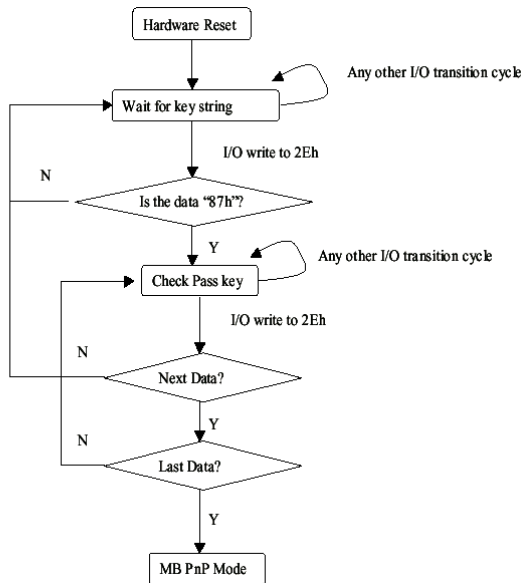 Hardware Reset
Any other I/O transition cycle
Wait for key string
I/O write to 2Eh
N
Is the data “87h”?
Y
Any other I/O transition cycle
Check Pass key
I/O write to 2Eh
N
Next Data?
Y
N
Last Data?
Y
MB PnP Mode